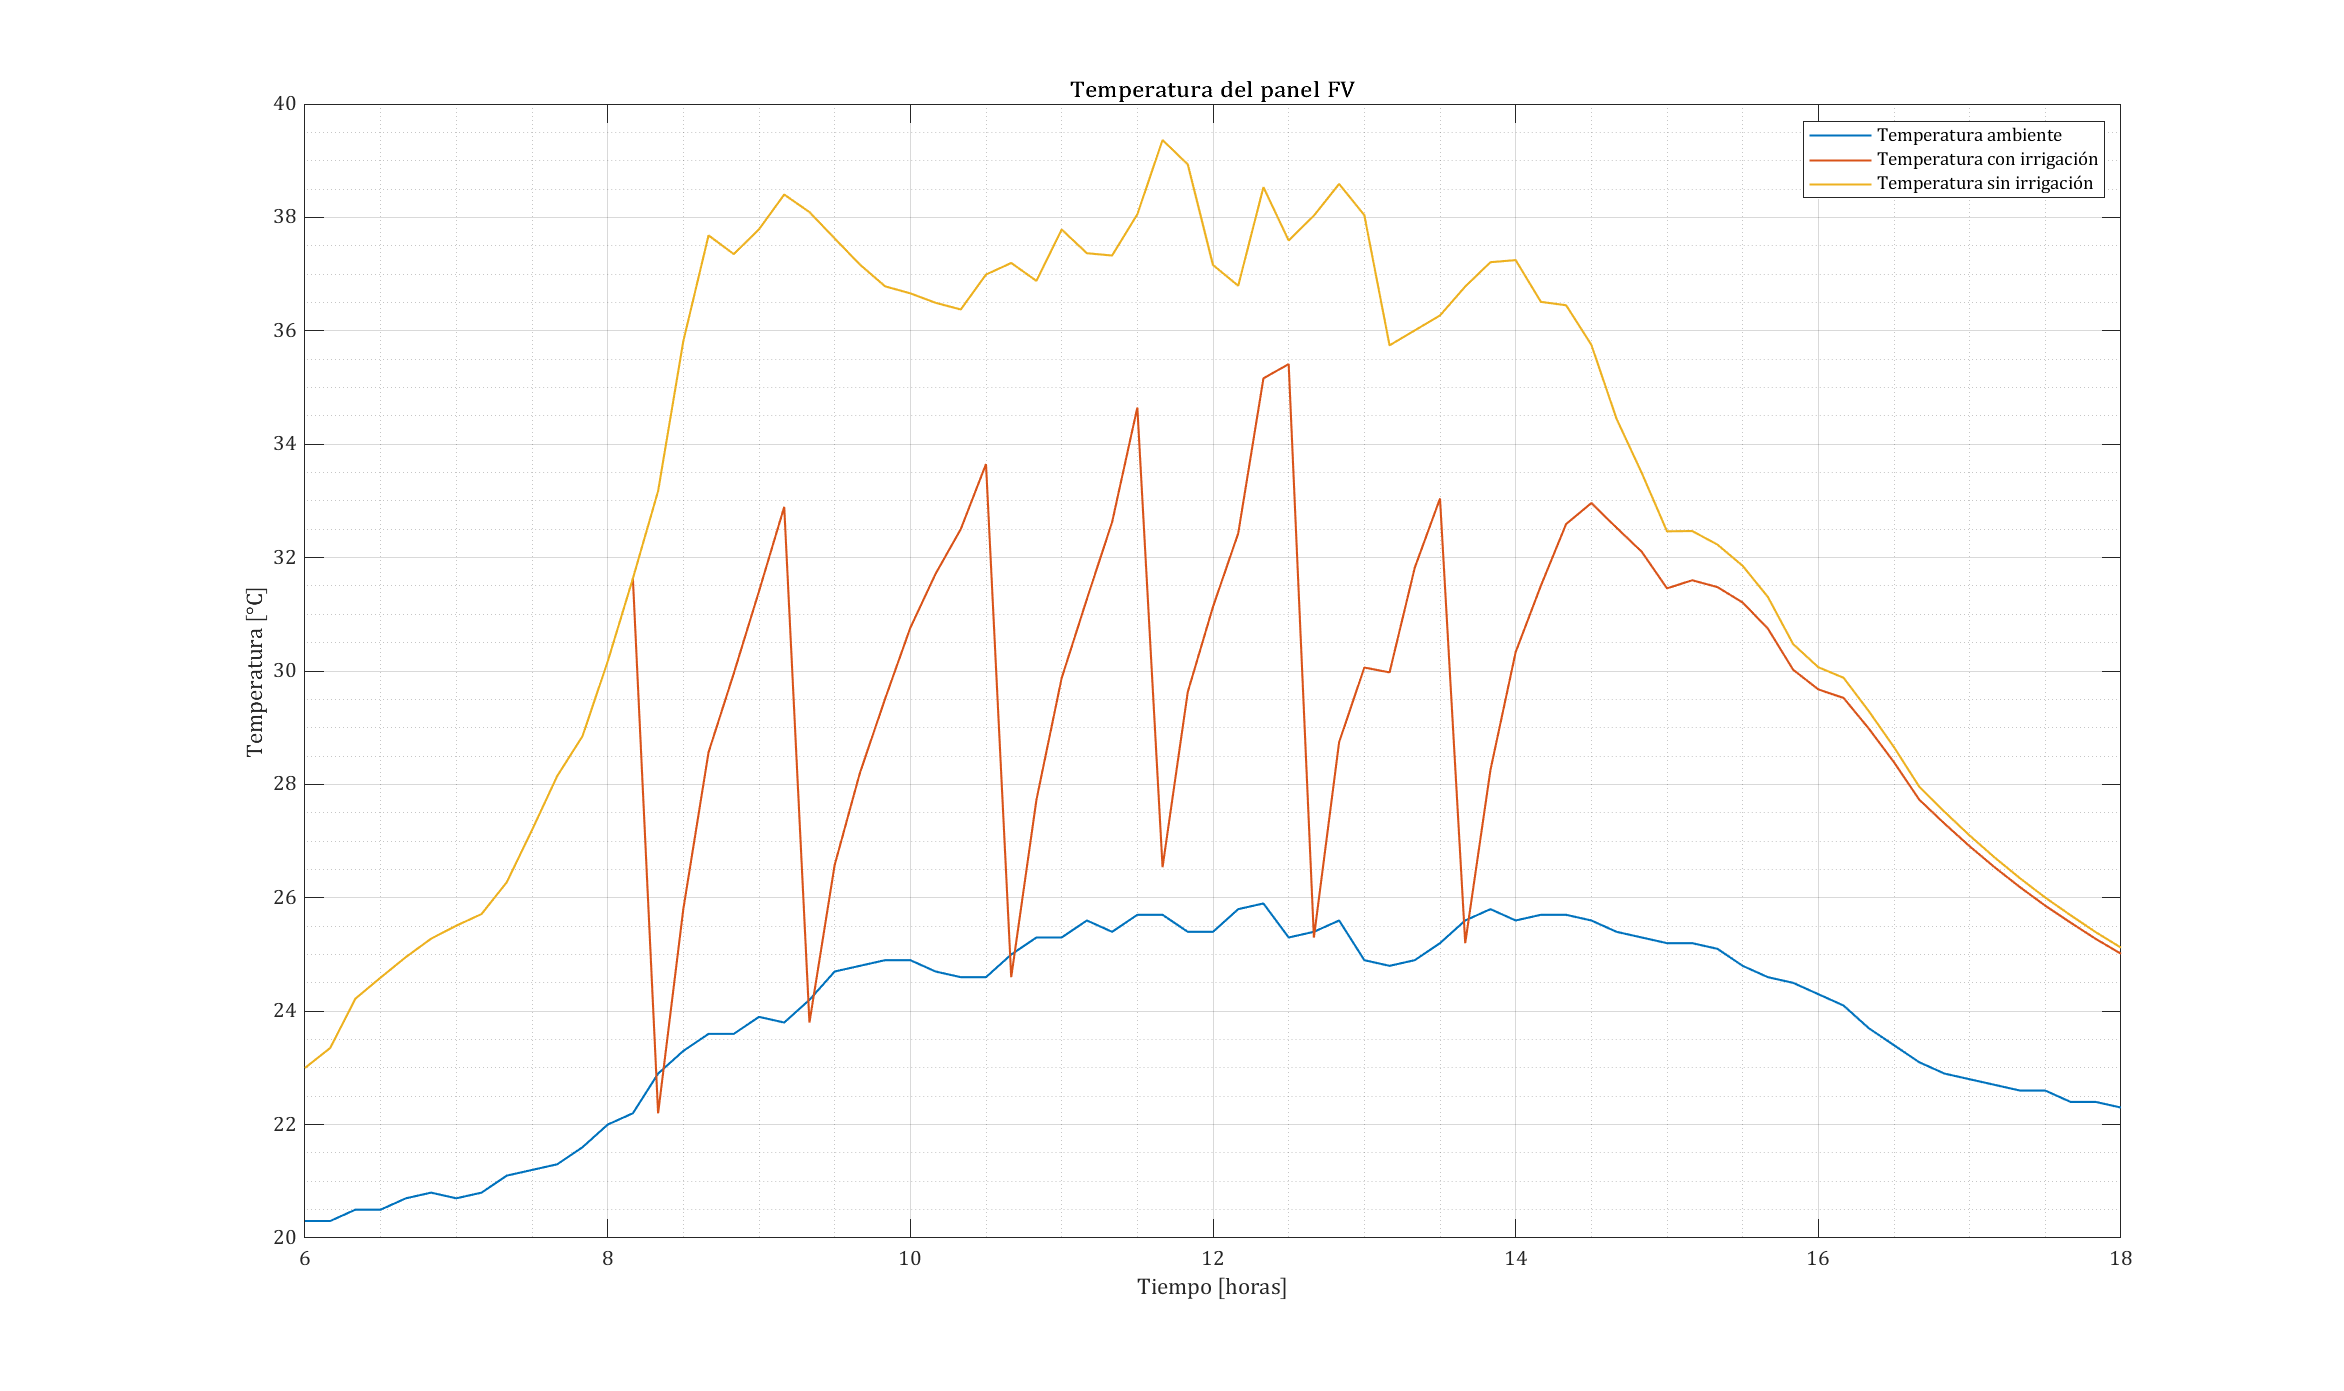 Temperatura del panel FV
40
38
36
34
32
30
28
26
24
22
20
Temperatura [°C]
Temperatura ambiente
Temperatura con irrigación
Temperatura sin irrigación
6 8 10 12 14 16 18
Tiempo [horas]